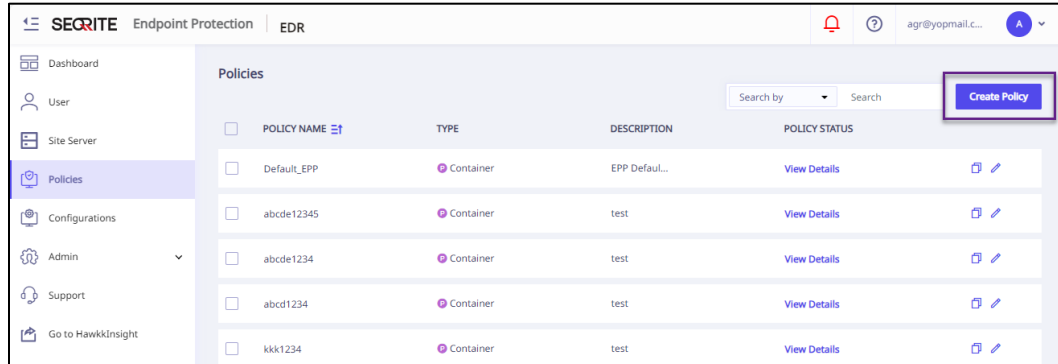 SEQRITE Endpoint Protection EDR agr@yopmail.c... A
Dashboard
User
Site Server
Policies
Configurations
Admin
Support
Go to HawkkInsight
Policies
Search by Search Create Policy
POLICY NAME TYPE DESCRIPTION POLICY STATUS
Default_EPP P Container EPP Defaul... View Details
abcde12345 P Container test View Details
abcde1234 P Container test View Details
abcd1234 P Container test View Details
kkk1234 P Container test View Details